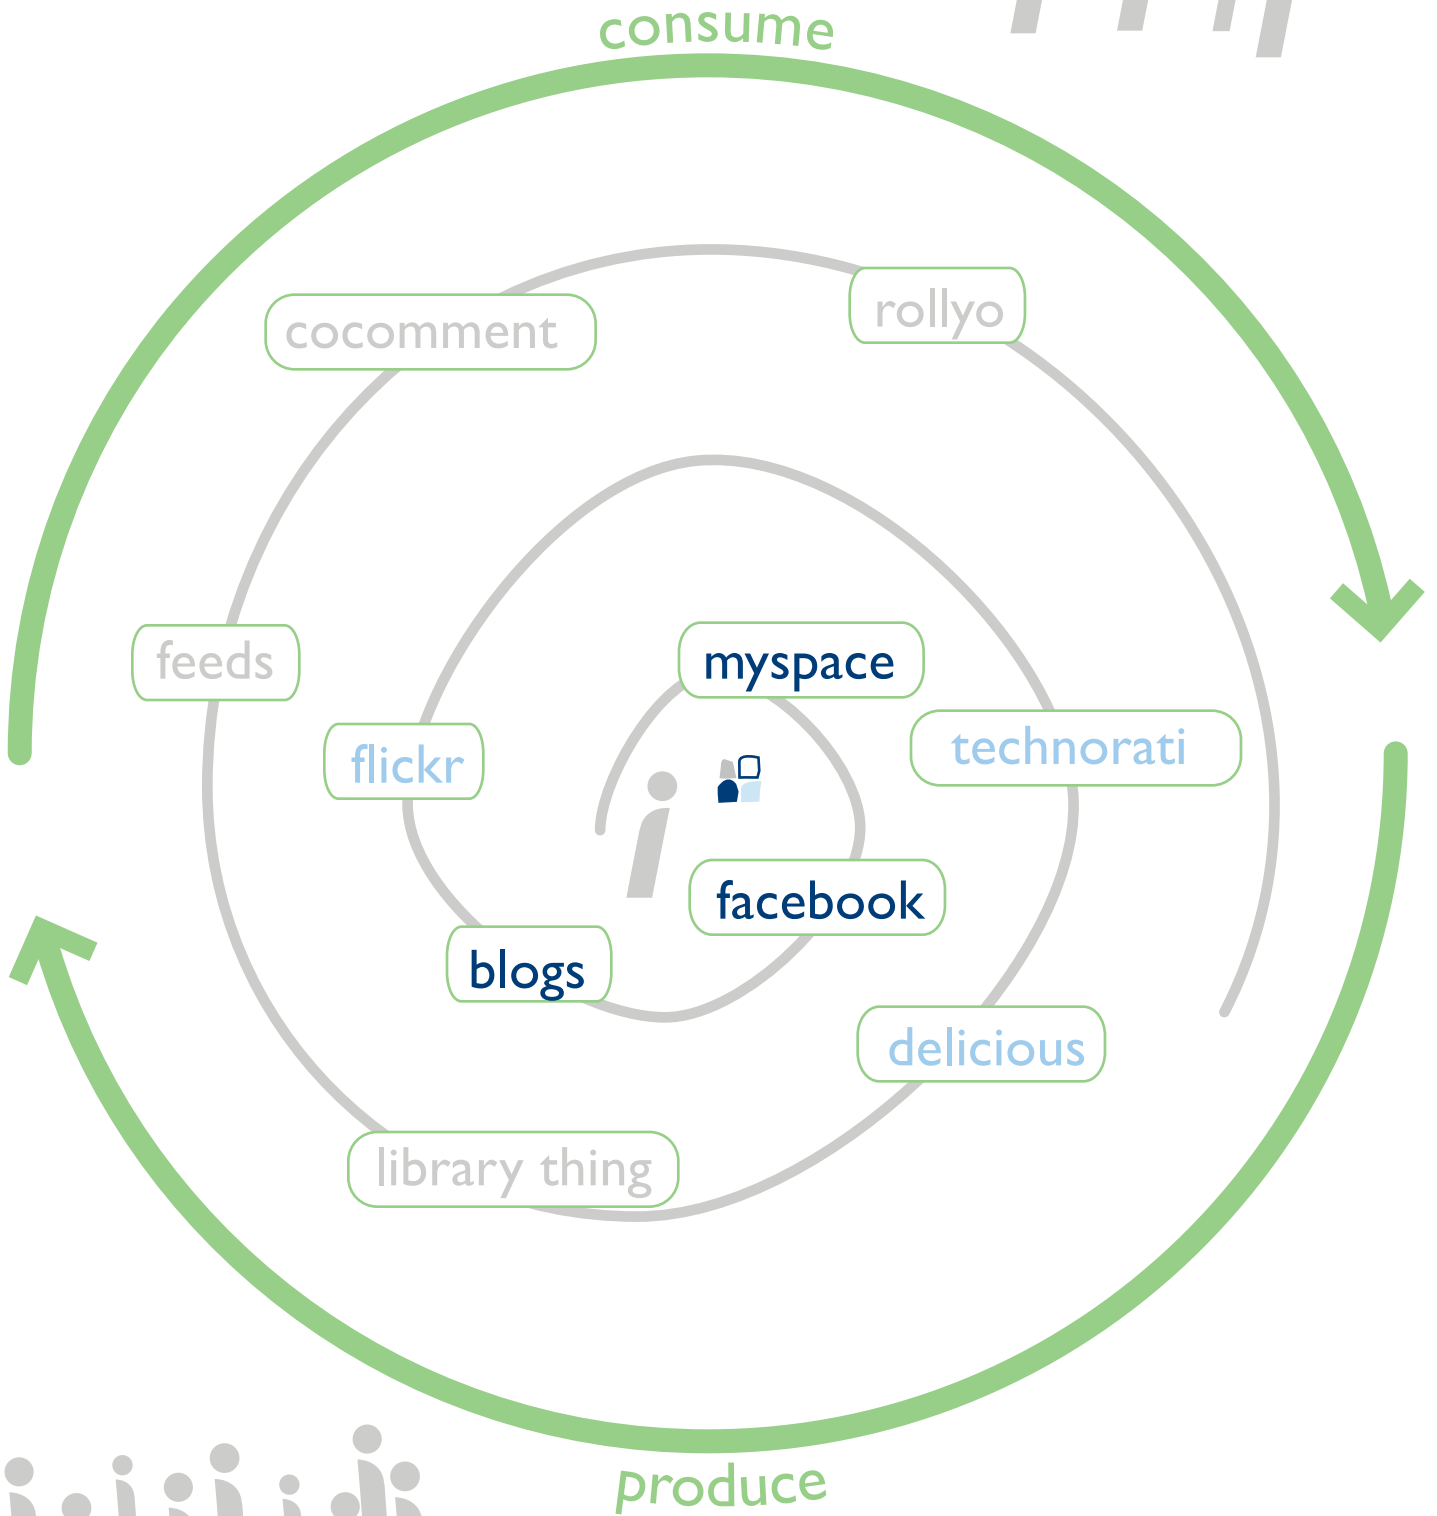 consume
cocomment
rollyo
feeds
myspace
flickr
technorati
facebook
blogs
delicious
library thing
produce